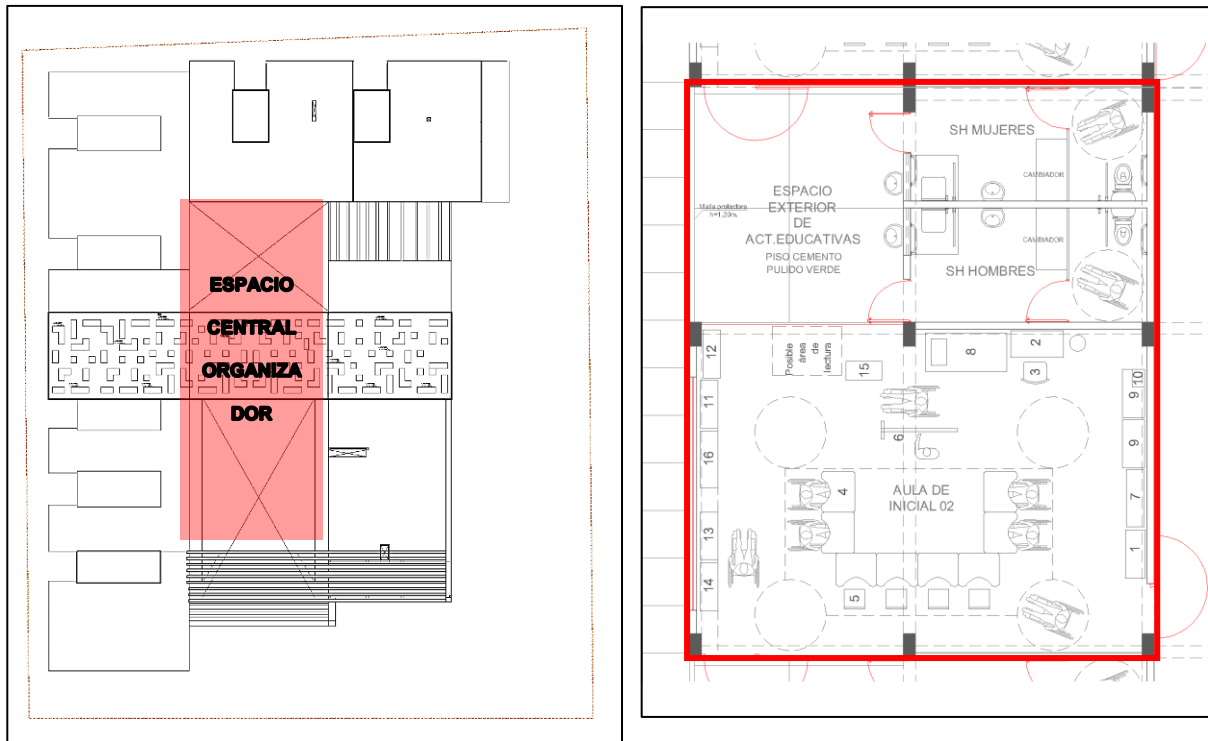 ESPACIO
CENTRAL
ORGANIZA
DOR
SH MUJERES
CAMBIADOR
ESPACIO
EXTERIOR
DE
ACT.EDUCATIVAS
PISO CEMENTO
PULIDO VERDE
Malla protectora
h=1.20m.
CAMBIADOR
SH HOMBRES
12
Posible
área de
lectura
15
8
2
3
11
10
9
16
6
9
4
AULA DE
INICIAL 02
7
13
1
14
5